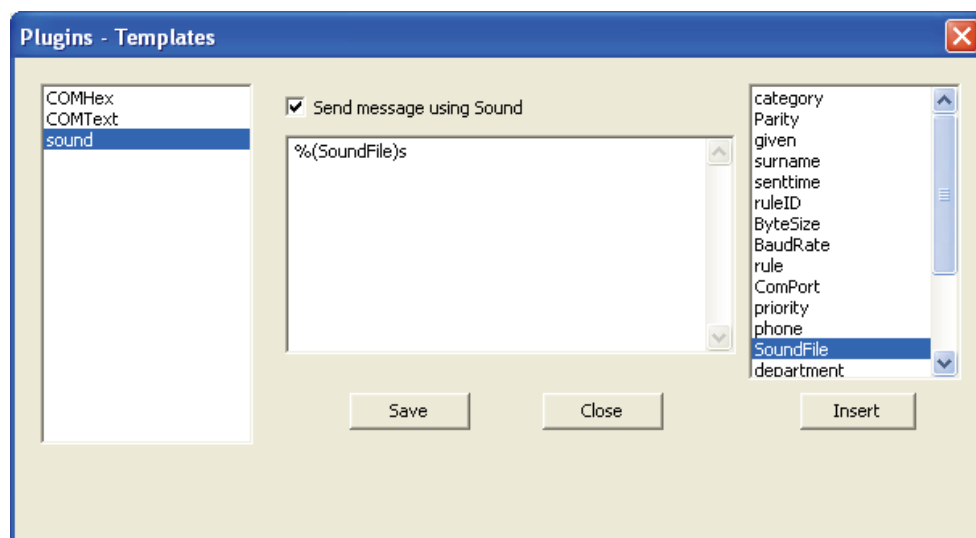 Plugins - Templates
COMHex
COMText
sound
Send message using Sound
%(SoundFile)s
category
Parity
given
surname
senttime
ruleID
ByteSize
BaudRate
rule
ComPort
priority
phone
SoundFile
department
Save
Close
Insert